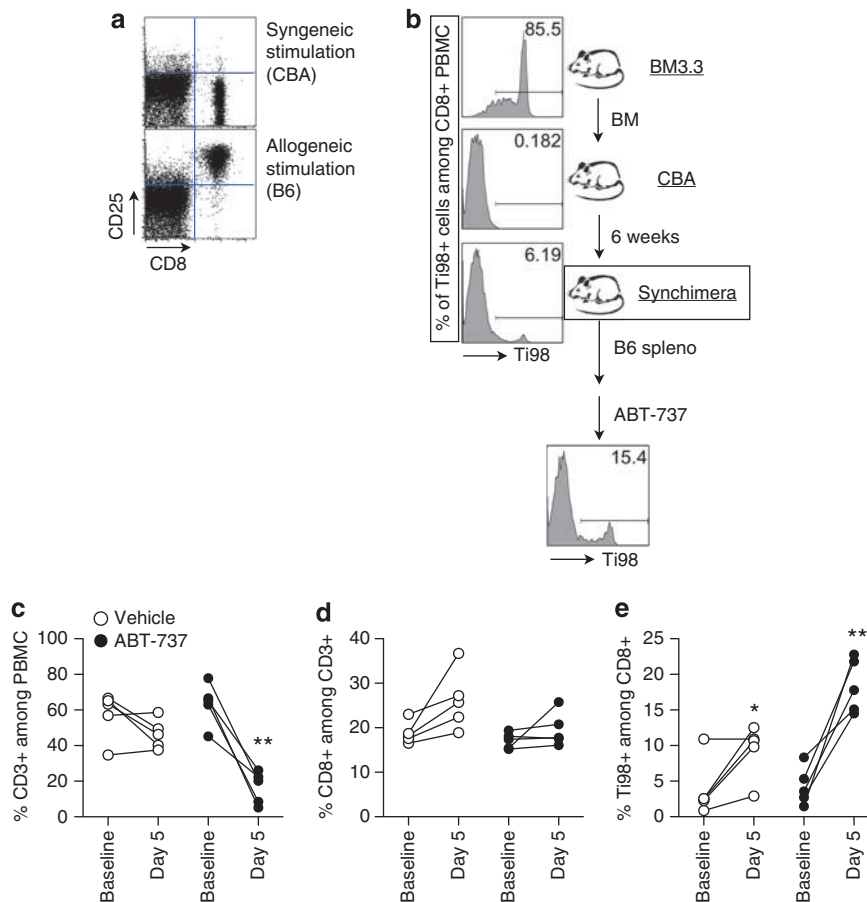 a
Syngeneic
stimulation
(CBA)
Allogeneic
stimulation
(B6)
CD25
CD8
b
% of Ti98+ cells among CD8+ PBMC
85.5
BM3.3
BM
0.182
CBA
6 weeks
6.19
Synchimera
Ti98
B6 spleno
ABT-737
15.4
Ti98
c
Vehicle
ABT-737
% CD3+ among PBMC
100
80
60
40
20
0
**
Baseline
Day 5
Baseline
Day 5
d
% CD8+ among CD3+
40
30
20
10
0
Baseline
Day 5
Baseline
Day 5
e
% Ti98+ among CD8+
25
20
15
10
5
0
*
**
Baseline
Day 5
Baseline
Day 5